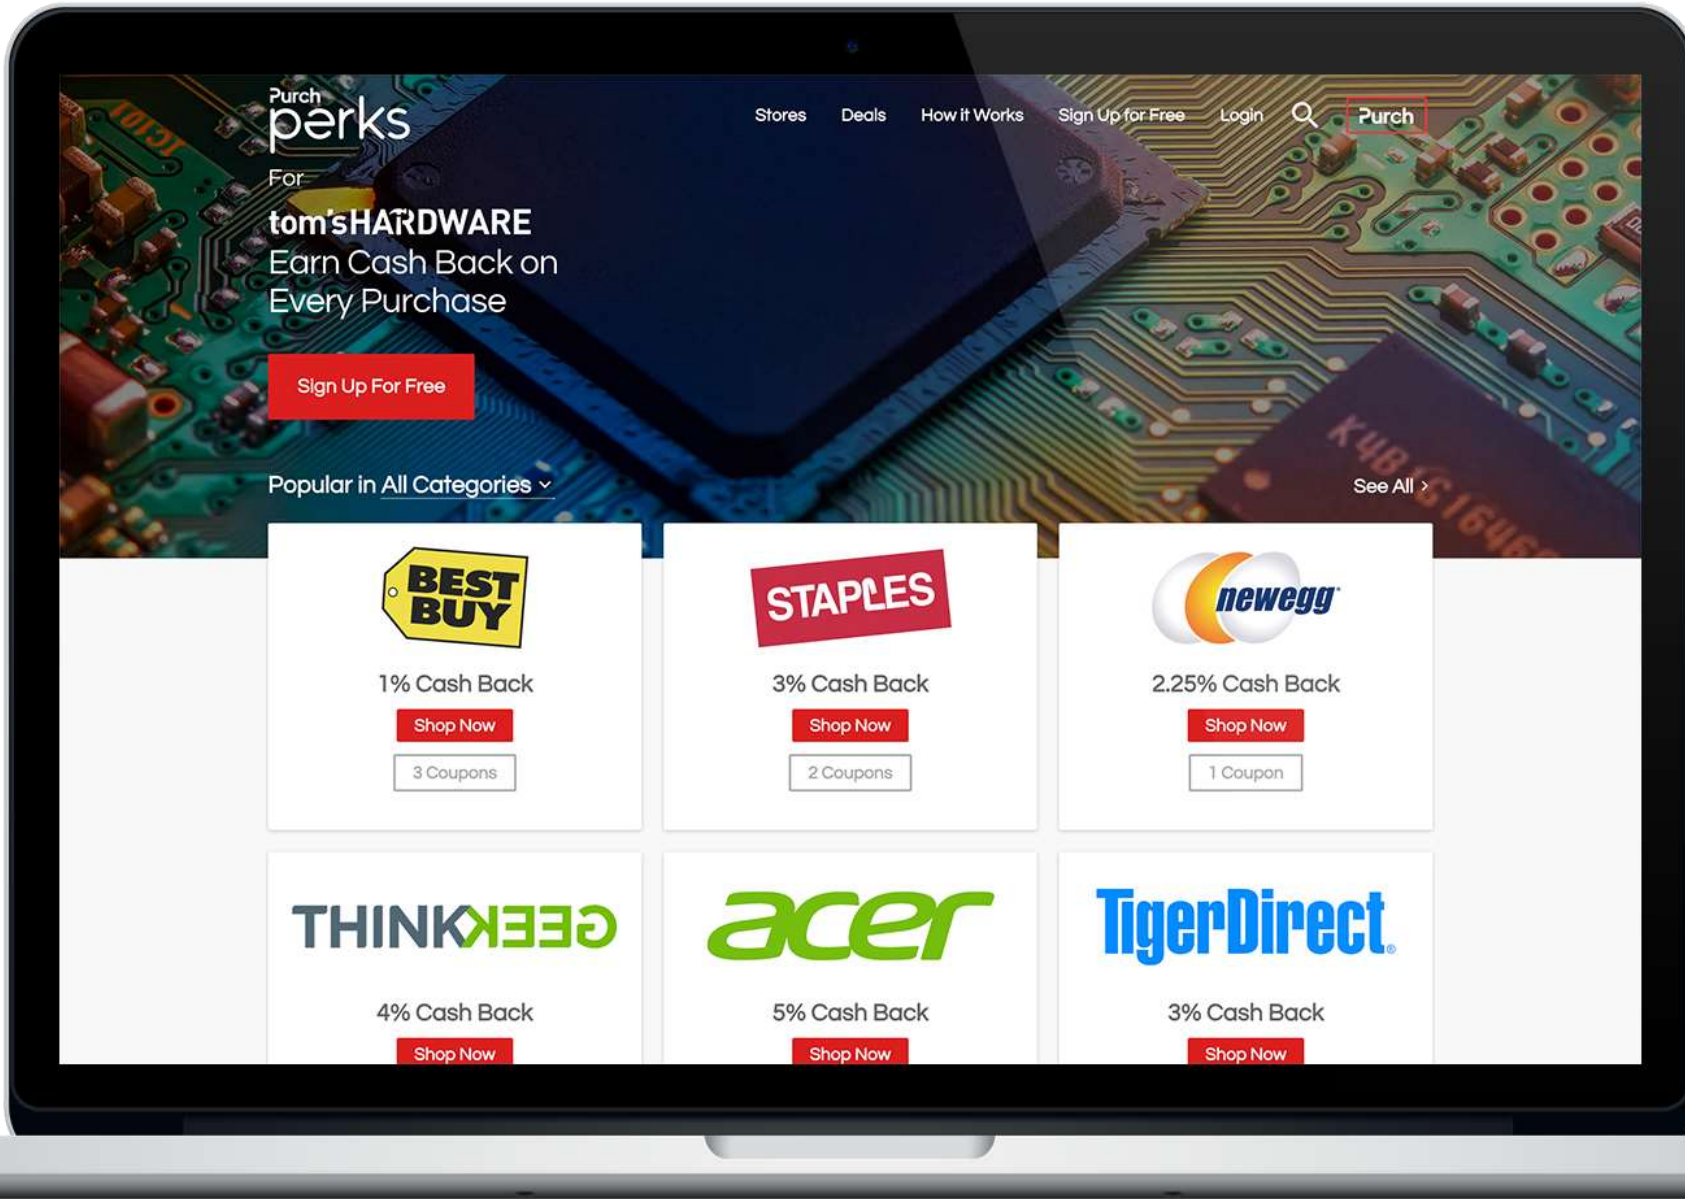 Purch
perks
Stores Deals How it Works Sign Up for Free Login Purch
For
tom'sHARDWARE
Earn Cash Back on
Every Purchase
Sign Up For Free
Popular in All Categories
See All >
BEST
BUY
STAPLES
newegg
1% Cash Back
3% Cash Back
2.25% Cash Back
Shop Now
Shop Now
Shop Now
3 Coupons
2 Coupons
1 Coupon
THINKGEEK
acer
TigerDirect®
4% Cash Back
5% Cash Back
3% Cash Back
Shop Now
Shop Now
Shop Now